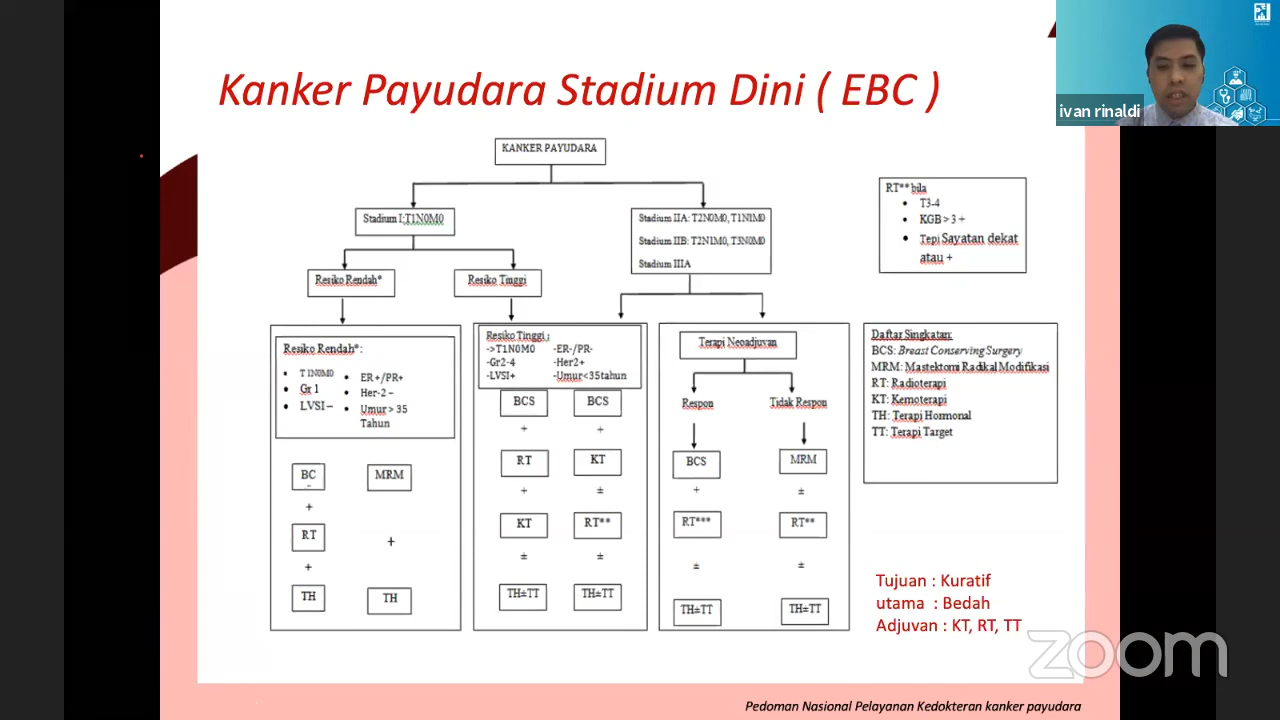 Kanker Payudara Stadium Dini ( EBC )
ivan rinaldi
KANKER PAYUDARA
Stadium I:T1N0M0
Stadium IIA: T2N0M0, T1N1M0
Stadium IIB: T2N1M0, T3N0M0
Stadium IIIA
RT** bila
• T3-4
• KGB > 3 +
• Tepi Sayatan dekat
atau +
Resiko Rendah*
Resiko Tinggi
Resiko Rendah*:
• T1N0M0
• Gr 1
• LVSI –
• ER+/PR+
• Her-2 –
• Umur > 35
Tahun
BC
+
RT
+
TH
MRM
+
TH
Resiko Tinggi :
->T1N0M0 -ER-/PR-
-Gr2-4 -Her2+
-LVSI+ -Umur<35tahun
BCS
+
RT
+
KT
±
TH±TT
BCS
+
KT
±
RT**
±
TH±TT
Terapi Neoadjuvan
Respon
BCS
+
RT***
±
TH±TT
Tidak Respon
MRM
±
RT**
±
TH±TT
Daftar Singkatan:
BCS: Breast Conserving Surgery
MRM: Mastektomi Radikal Modifikasi
RT: Radioterapi
KT: Kemoterapi
TH: Terapi Hormonal
TT: Terapi Target
Tujuan : Kuratif
utama : Bedah
Adjuvan : KT, RT, TT
zoom
Pedoman Nasional Pelayanan Kedokteran kanker payudara